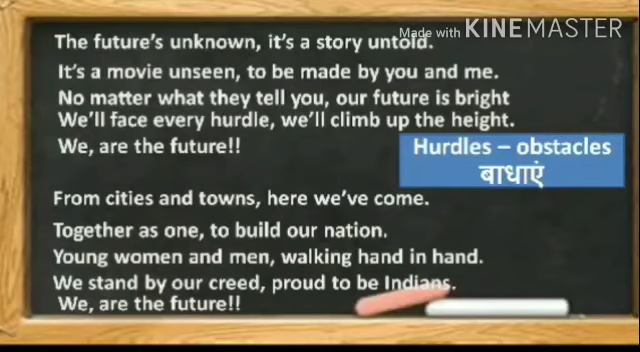 Made with KINEMASTER
The future's unknown, it's a story untold.
It's a movie unseen, to be made by you and me.
No matter what they tell you, our future is bright
We'll face every hurdle, we'll climb up the height.
We, are the future!!
Hurdles – obstacles
बाधाएं
From cities and towns, here we've come.
Together as one, to build our nation.
Young women and men, walking hand in hand.
We stand by our creed, proud to be Indians.
We, are the future!!